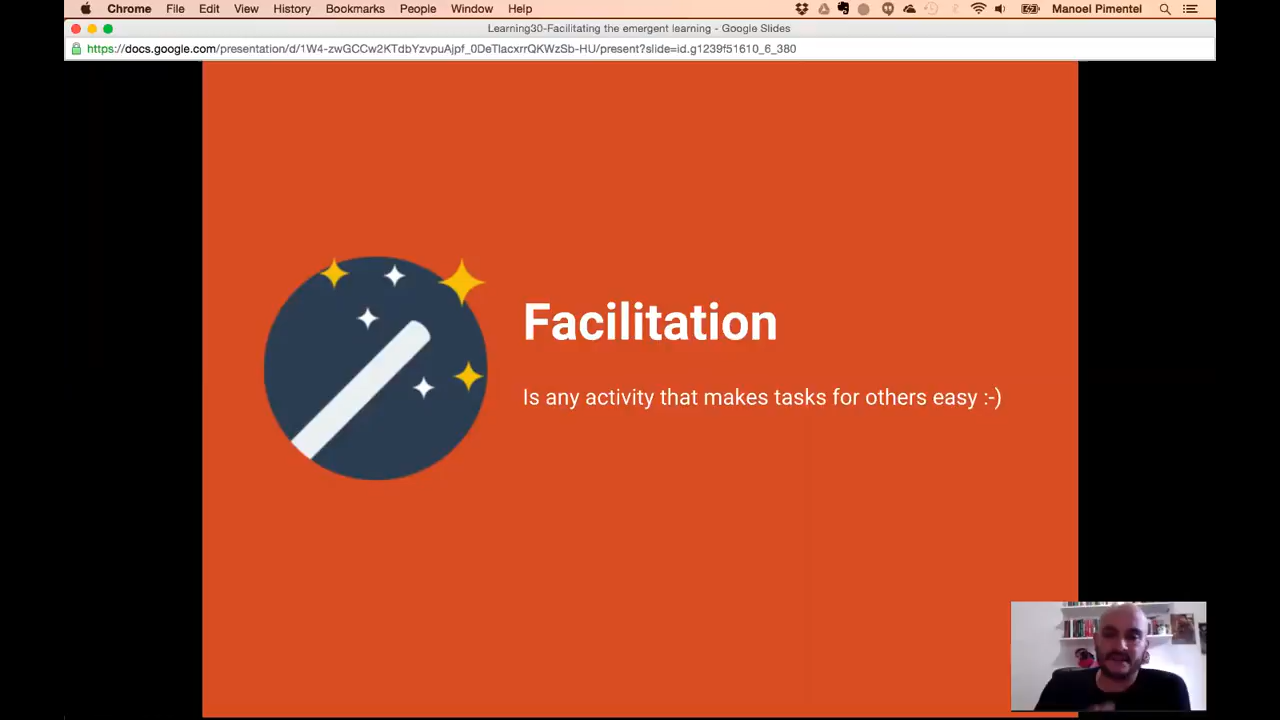 Chrome File Edit View History Bookmarks People Window Help Manoel Pimentel
Learning30-Facilitating the emergent learning - Google Slides
https://docs.google.com/presentation/d/1W4-zwGCCw2KTdbYzvpuAjpf_0DeTlacxrrQKWzSb-HU/present?slide=id.g1239f51610_6_380
Facilitation
Is any activity that makes tasks for others easy :-)